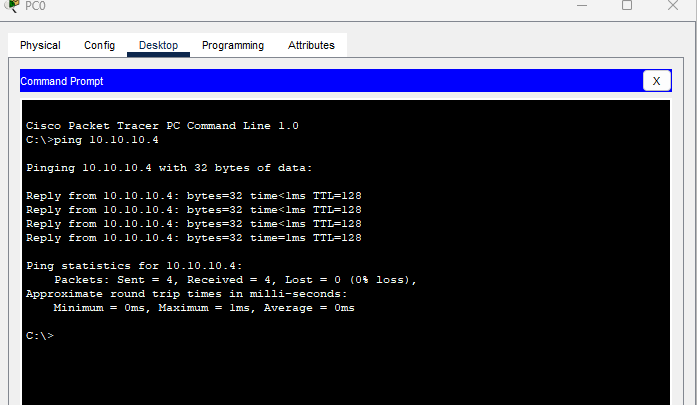 PC0
Physical Config Desktop Programming Attributes
Command Prompt
X
Cisco Packet Tracer PC Command Line 1.0
C:\>ping 10.10.10.4
Pinging 10.10.10.4 with 32 bytes of data:
Reply from 10.10.10.4: bytes=32 time<1ms TTL=128
Reply from 10.10.10.4: bytes=32 time<1ms TTL=128
Reply from 10.10.10.4: bytes=32 time<1ms TTL=128
Reply from 10.10.10.4: bytes=32 time=1ms TTL=128
Ping statistics for 10.10.10.4:
    Packets: Sent = 4, Received = 4, Lost = 0 (0% loss),
Approximate round trip times in milli-seconds:
    Minimum = 0ms, Maximum = 1ms, Average = 0ms
C:\>